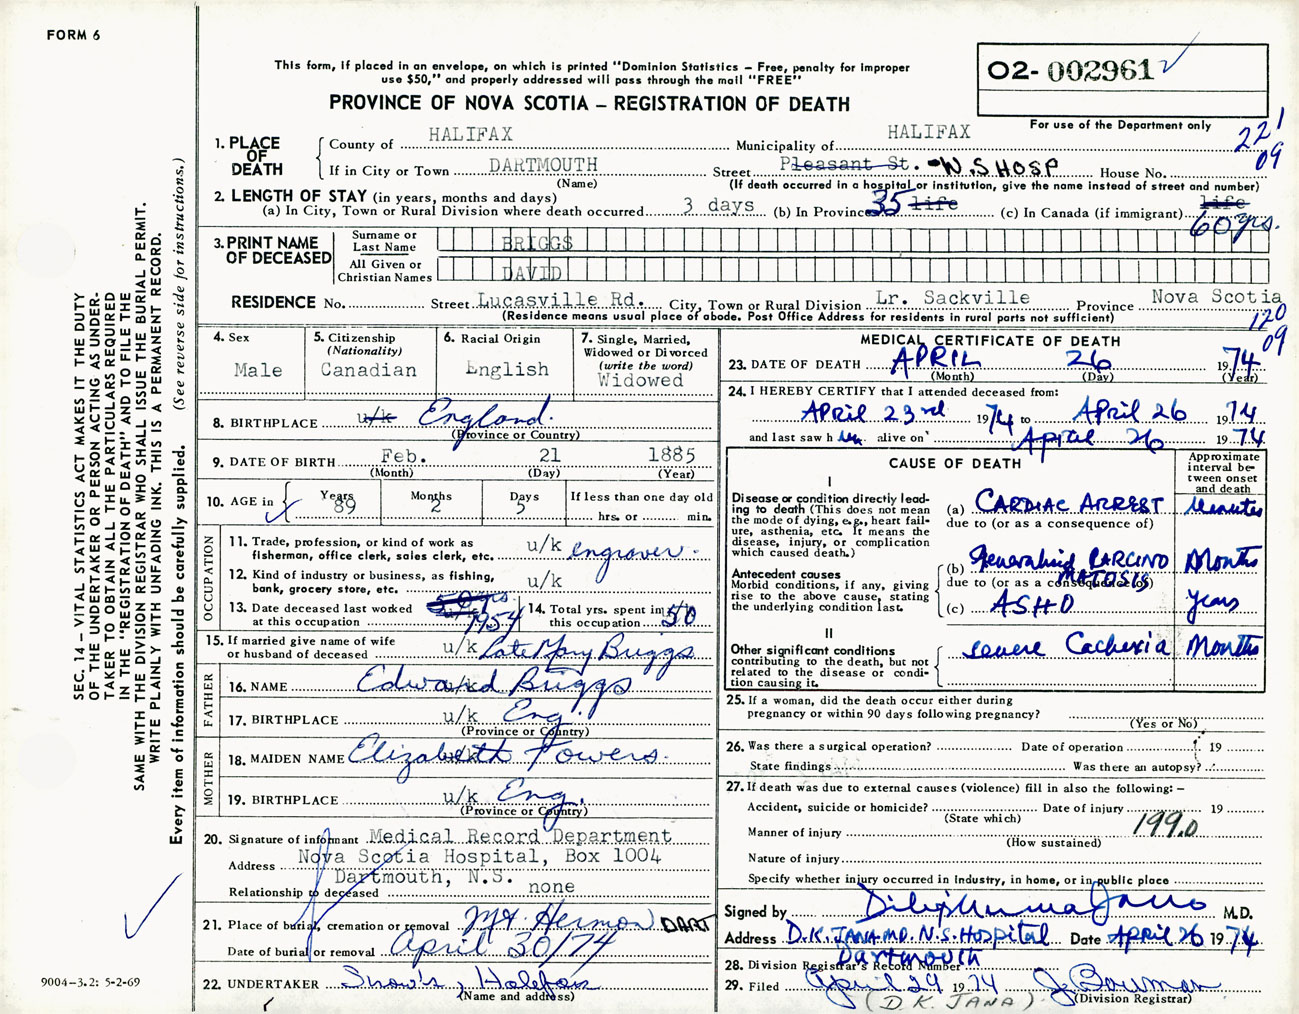 FORM 6
This form, if placed in an envelope, on which is printed "Dominion Statistics – Free, penalty for improper
use $50," and properly addressed will pass through the mail "FREE"
PROVINCE OF NOVA SCOTIA – REGISTRATION OF DEATH
02-002961
For use of the Department only
221
09
1. PLACE OF DEATH
County of HALIFAX Municipality of HALIFAX
If in City or Town DARTMOUTH Street Pleasant St. N.S HOSP House No.
(Name) (If death occurred in a hospital or institution, give the name instead of street and number)
2. LENGTH OF STAY (in years, months and days)
(a) In City, Town or Rural Division where death occurred 3 days (b) In Province 35 life (c) In Canada (if immigrant) life
60 yrs.
3. PRINT NAME OF DECEASED
Surname or Last Name BRIGGS
All Given or Christian Names DAVID
RESIDENCE No. Street Lucasville Rd. City, Town or Rural Division Lr. Sackville Province Nova Scotia
(Residence means usual place of abode. Post Office Address for residents in rural parts not sufficient)
120
09
4. Sex
Male
5. Citizenship
(Nationality)
Canadian
6. Racial Origin
English
7. Single, Married,
Widowed or Divorced
(write the word)
Widowed
8. BIRTHPLACE u/k England.
(Province or Country)
9. DATE OF BIRTH Feb. 21 1885
(Month) (Day) (Year)
10. AGE in Years Months Days If less than one day old
89 2 5 hrs. or min.
OCCUPATION
11. Trade, profession, or kind of work as
fisherman, office clerk, sales clerk, etc. u/k engraver.
12. Kind of industry or business, as fishing,
bank, grocery store, etc. u/k
13. Date deceased last worked
at this occupation 50 yrs. 1954
14. Total yrs. spent in
this occupation 50
15. If married give name of wife
or husband of deceased u/k Late Mary Briggs
FATHER
16. NAME u/k Edward Briggs
17. BIRTHPLACE u/k Eng.
(Province or Country)
MOTHER
18. MAIDEN NAME u/k Elizabeth Powers.
19. BIRTHPLACE u/k Eng.
(Province or Country)
20. Signature of informant Medical Record Department
Address Nova Scotia Hospital, Box 1004
Dartmouth, N.S.
Relationship to deceased none
21. Place of burial, cremation or removal Mt. Hermon DART
Date of burial or removal April 30/74
22. UNDERTAKER Snow's, Halifax
(Name and address)
MEDICAL CERTIFICATE OF DEATH
23. DATE OF DEATH APRIL 26 1974
(Month) (Day) (Year)
24. I HEREBY CERTIFY that I attended deceased from:
April 23rd 1974 to April 26 1974
and last saw him alive on April 26 1974
CAUSE OF DEATH
Approximate
interval be-
tween onset
and death
I
Disease or condition directly lead-
ing to death (This does not mean
the mode of dying, e.g., heart fail-
ure, asthenia, etc. It means the
disease, injury, or complication
which caused death.)
(a) CARDIAC ARREST Minutes
due to (or as a consequence of)
Antecedent causes
Morbid conditions, if any, giving
rise to the above cause, stating
the underlying condition last.
(b) Generalised CARCINO Months
MATOSIS
due to (or as a consequence of)
(c) ASHD years
II
Other significant conditions
contributing to the death, but not
related to the disease or condi-
tion causing it.
severe Cachexia Months
25. If a woman, did the death occur either during
pregnancy or within 90 days following pregnancy?
(Yes or No)
26. Was there a surgical operation? Date of operation 19
State findings Was there an autopsy?
27. If death was due to external causes (violence) fill in also the following: –
Accident, suicide or homicide? Date of injury 19
(State which)
Manner of injury 199.0
(How sustained)
Nature of injury
Specify whether injury occurred in Industry, in home, or in public place
Signed by Dilip Kumar Jana M.D.
Address D.K. JANA MD. N.S. Hospital Date April 26 1974
Dartmouth
28. Division Registrar's Record Number
29. Filed April 29 1974 J Bowman
(D.K. JANA) (Division Registrar)
SEC. 14 – VITAL STATISTICS ACT MAKES IT THE DUTY
OF THE UNDERTAKER OR PERSON ACTING AS UNDER-
TAKER TO OBTAIN ALL THE PARTICULARS REQUIRED
IN THE "REGISTRATION OF DEATH" AND TO FILE THE
SAME WITH THE DIVISION REGISTRAR WHO SHALL ISSUE THE BURIAL PERMIT.
WRITE PLAINLY WITH UNFADING INK. THIS IS A PERMANENT RECORD.
Every item of information should be carefully supplied. (See reverse side for instructions.)
9004-3.2: 5-2-69